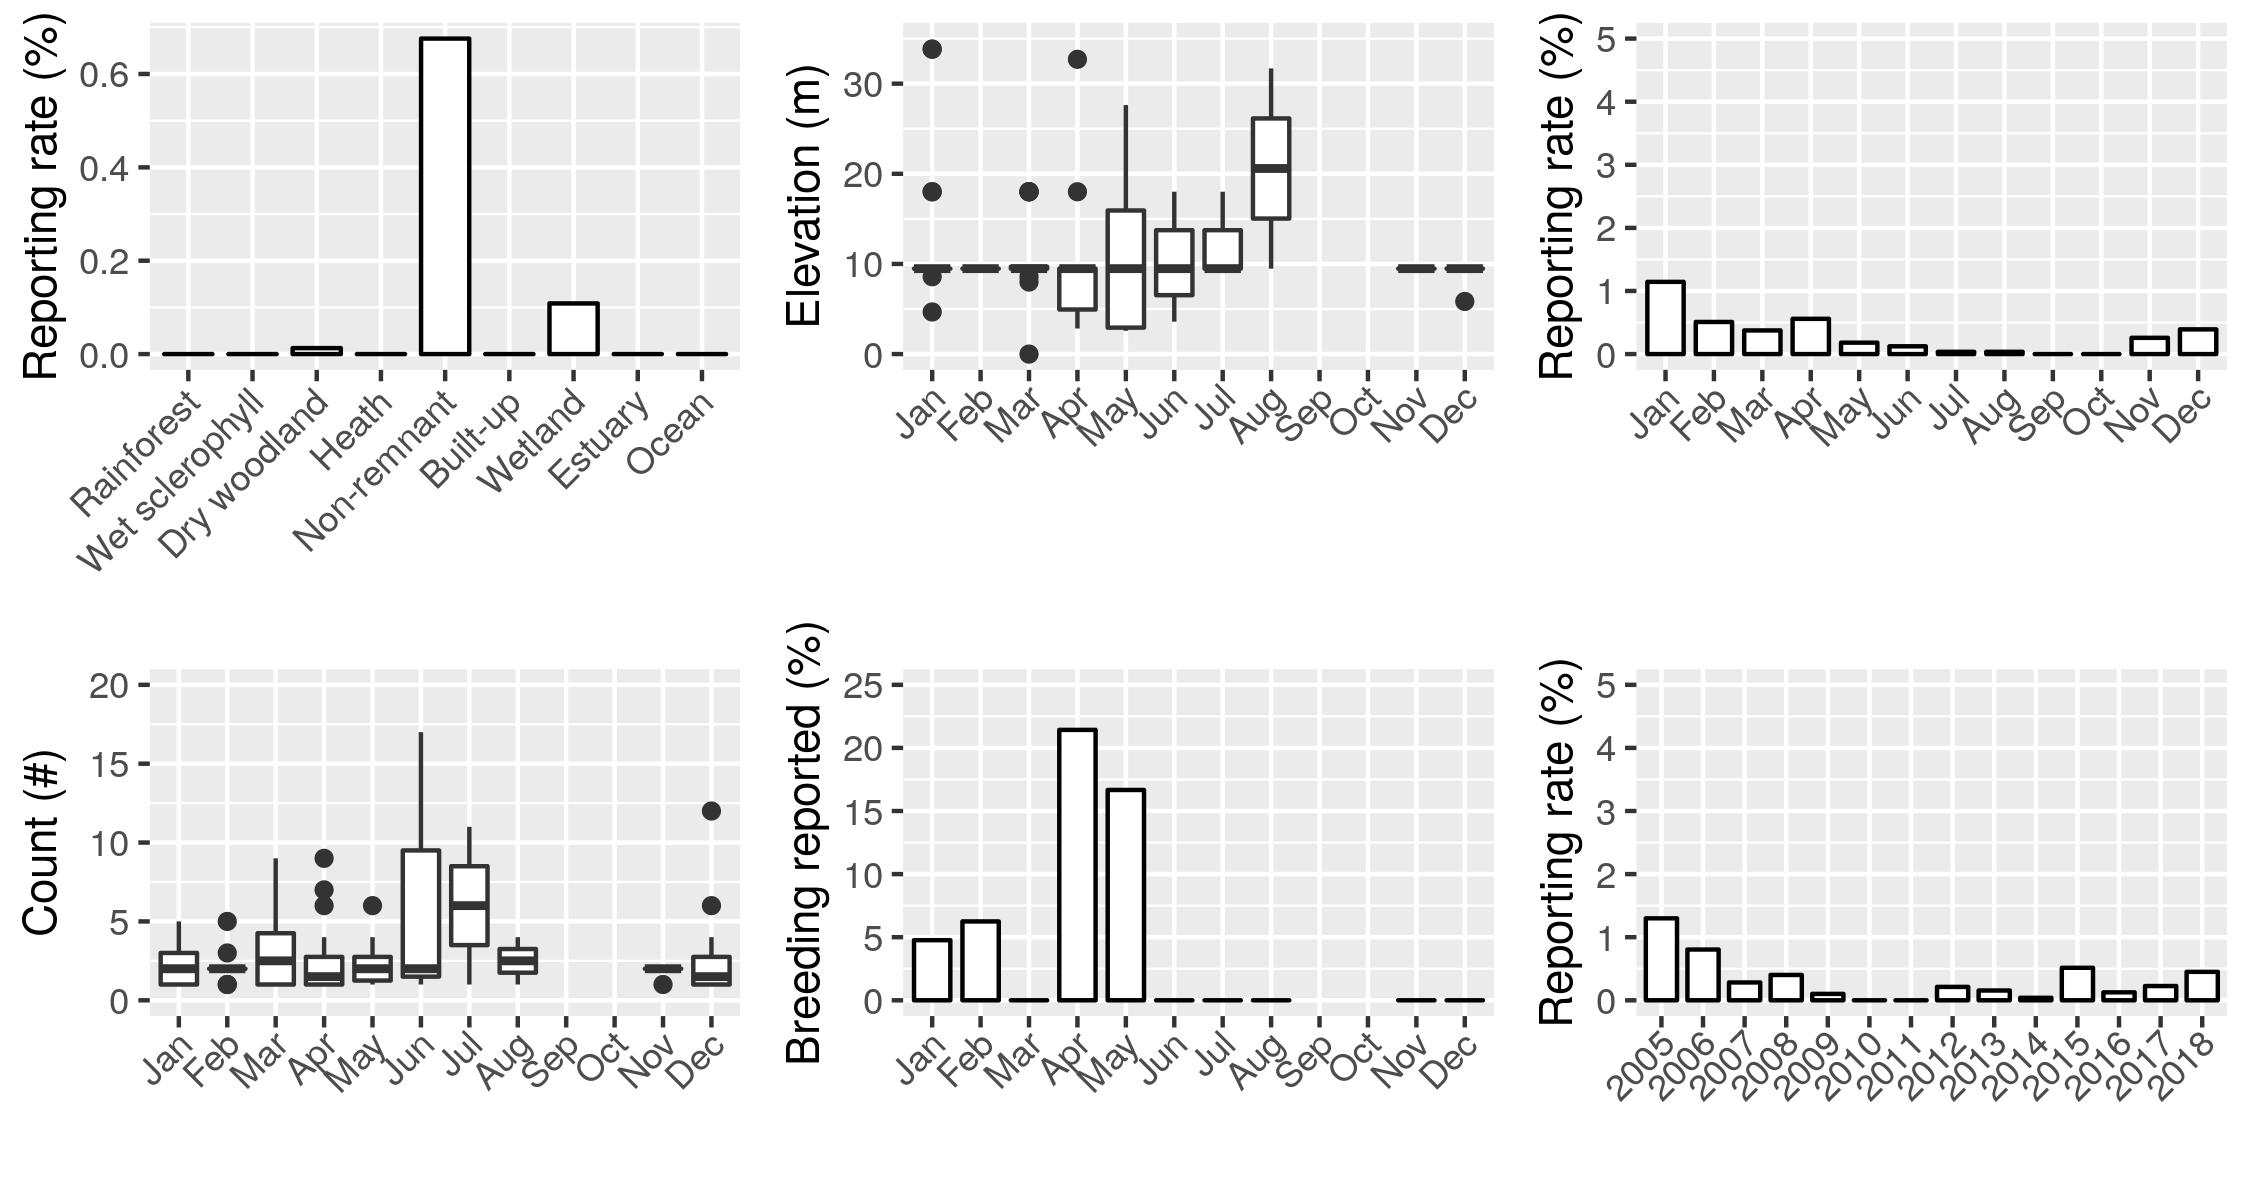 Reporting rate (%)
0.6
0.4
0.2
0.0
Rainforest
Wet sclerophyll
Dry woodland
Heath
Non-remnant
Built-up
Wetland
Estuary
Ocean
Elevation (m)
30
20
10
0
Jan
Feb
Mar
Apr
May
Jun
Jul
Aug
Sep
Oct
Nov
Dec
Reporting rate (%)
5
4
3
2
1
0
Jan
Feb
Mar
Apr
May
Jun
Jul
Aug
Sep
Oct
Nov
Dec
Count (#)
20
15
10
5
0
Jan
Feb
Mar
Apr
May
Jun
Jul
Aug
Sep
Oct
Nov
Dec
Breeding reported (%)
25
20
15
10
5
0
Jan
Feb
Mar
Apr
May
Jun
Jul
Aug
Sep
Oct
Nov
Dec
Reporting rate (%)
5
4
3
2
1
0
2005
2006
2007
2008
2009
2010
2011
2012
2013
2014
2015
2016
2017
2018